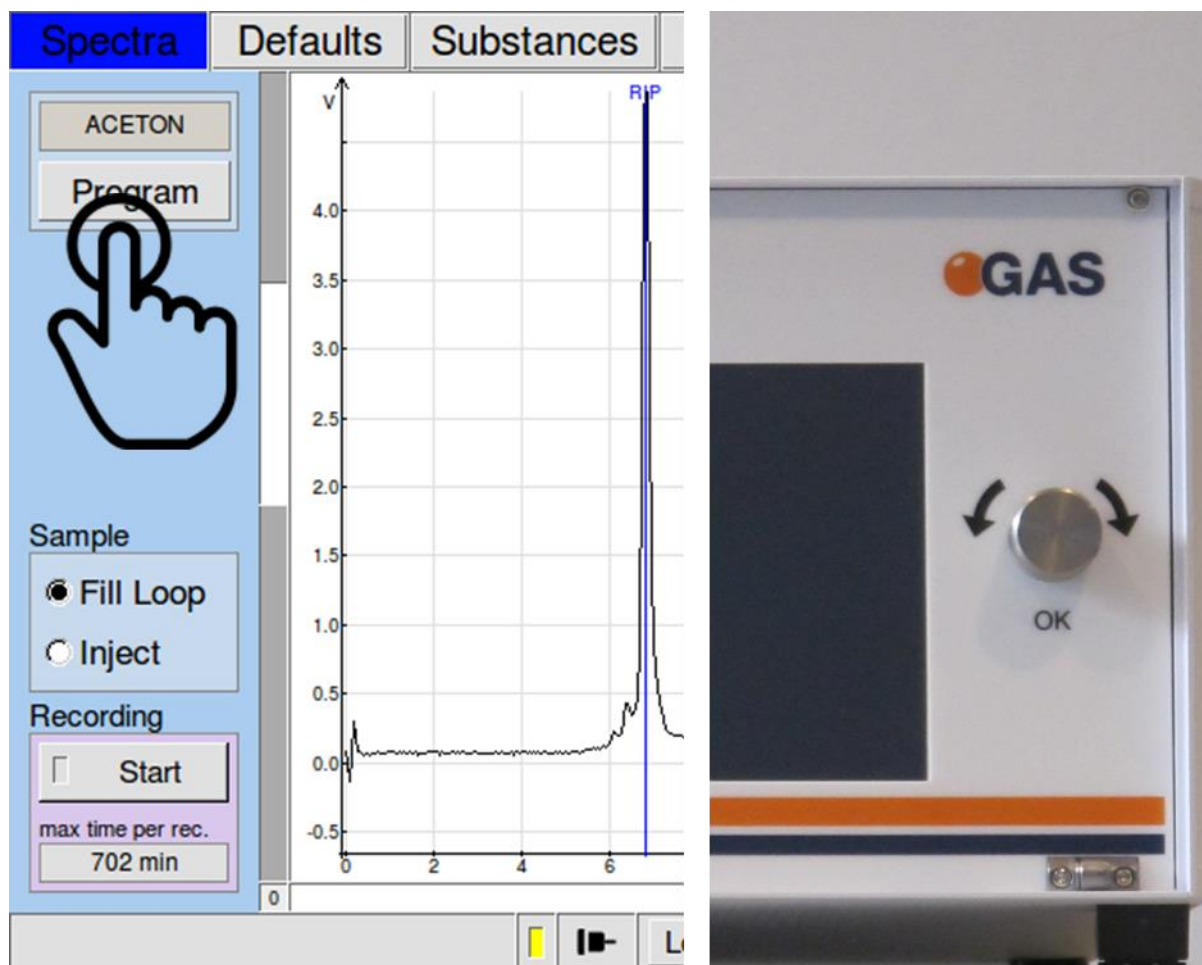 Spectra Defaults Substances
ACETON
Program
V
RIP
4.0
3.5
3.0
2.5
2.0
1.5
1.0
0.5
0.0
-0.5
0 2 4 6
Sample
Fill Loop
Inject
Recording
Start
max time per rec.
702 min
0
GAS
OK